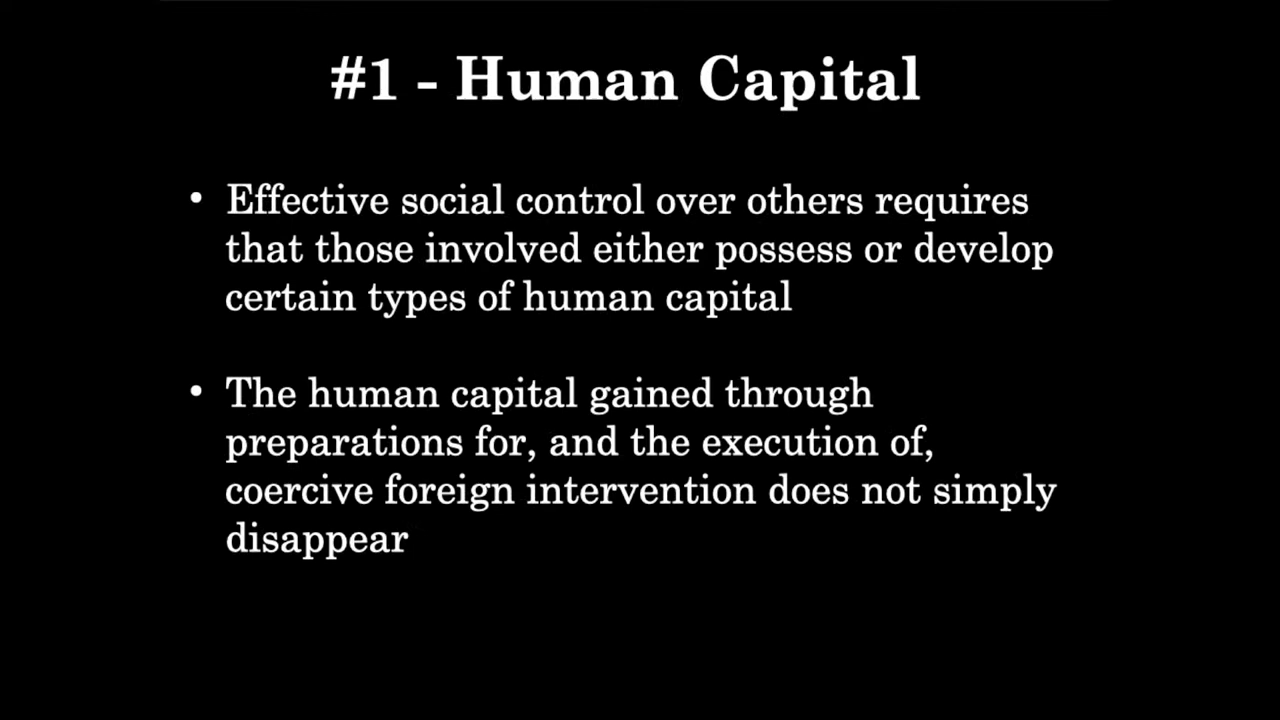 #1 - Human Capital
• Effective social control over others requires
that those involved either possess or develop
certain types of human capital
• The human capital gained through
preparations for, and the execution of,
coercive foreign intervention does not simply
disappear